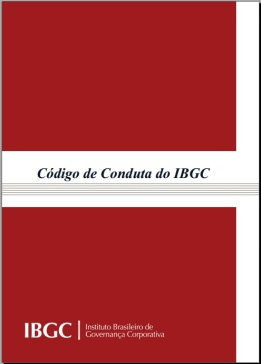 Código de Conduta do IBGC
IBGC
Instituto Brasileiro de
Governança Corporativa